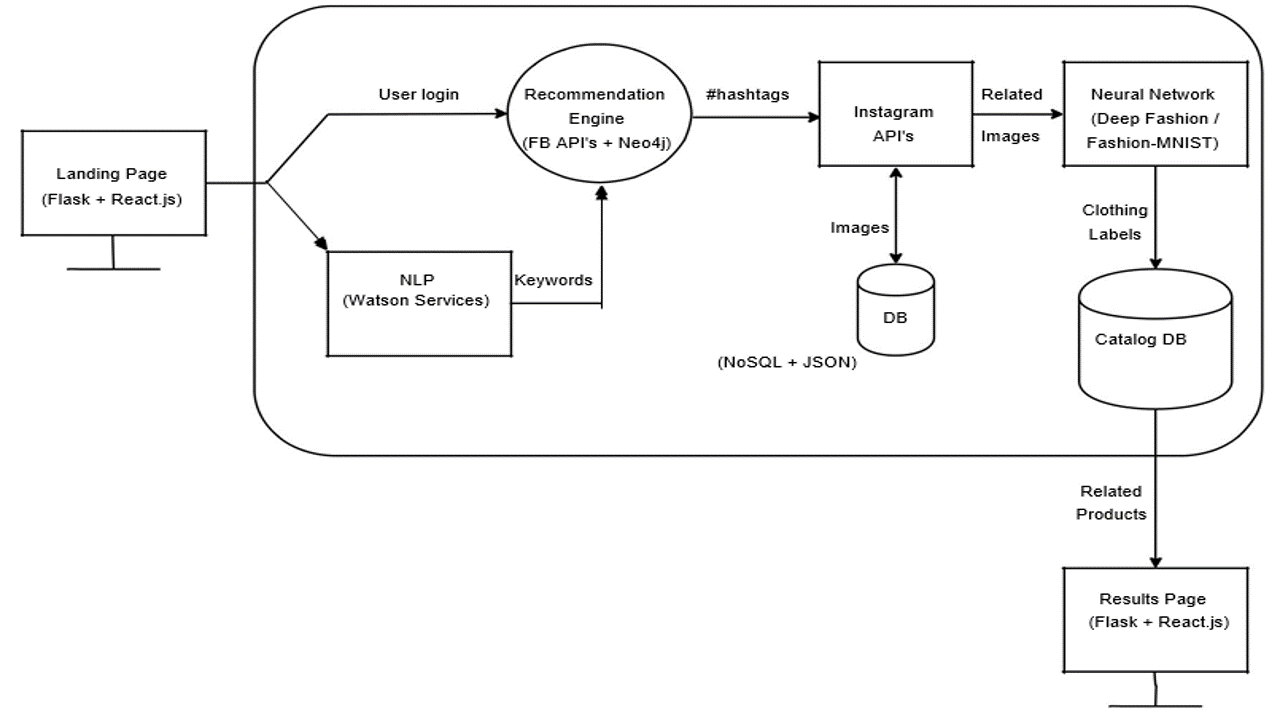 User login
Recommendation
Engine
(FB API's + Neo4j)
#hashtags
Instagram
API's
Related
Images
Neural Network
(Deep Fashion /
Fashion-MNIST)
Landing Page
(Flask + React.js)
NLP
(Watson Services)
Keywords
Images
DB
(NoSQL + JSON)
Clothing
Labels
Catalog DB
Related
Products
Results Page
(Flask + React.js)